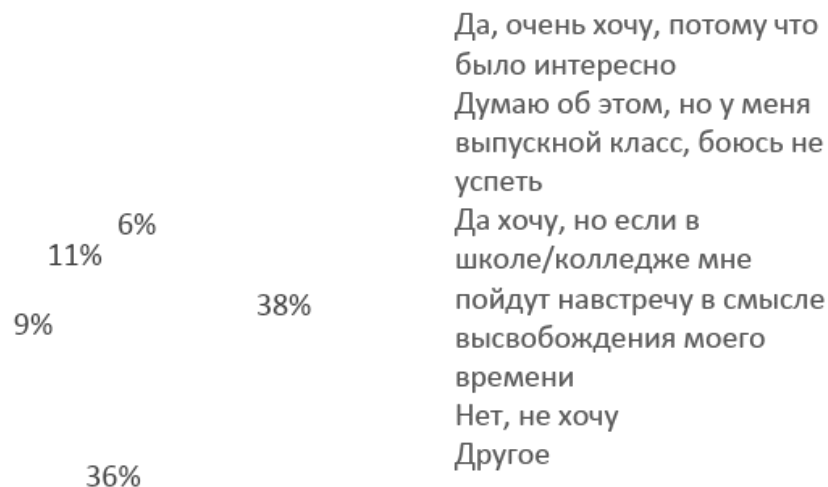 Да, очень хочу, потому что
было интересно
Думаю об этом, но у меня
выпускной класс, боюсь не
успеть
Да хочу, но если в
школе/колледже мне
пойдут навстречу в смысле
высвобождения моего
времени
Нет, не хочу
Другое
6%
11%
38%
9%
36%